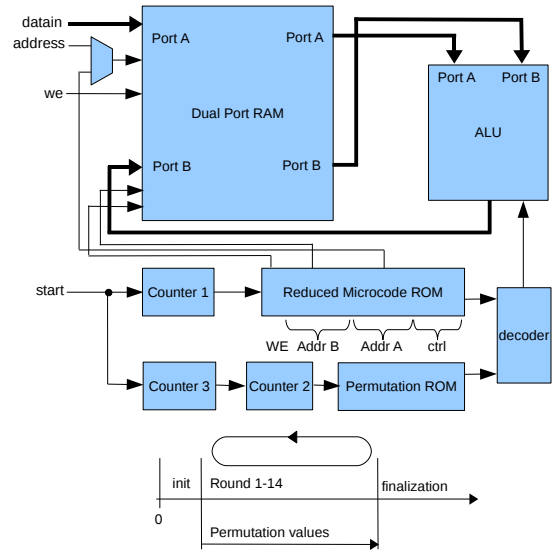 datain
address
we
Port A
Port A
Dual Port RAM
Port B
Port B
Port A
Port B
ALU
start
Counter 1
Reduced Microcode ROM
decoder
WE
Addr B
Addr A
ctrl
Counter 3
Counter 2
Permutation ROM
init
Round 1-14
finalization
0
Permutation values